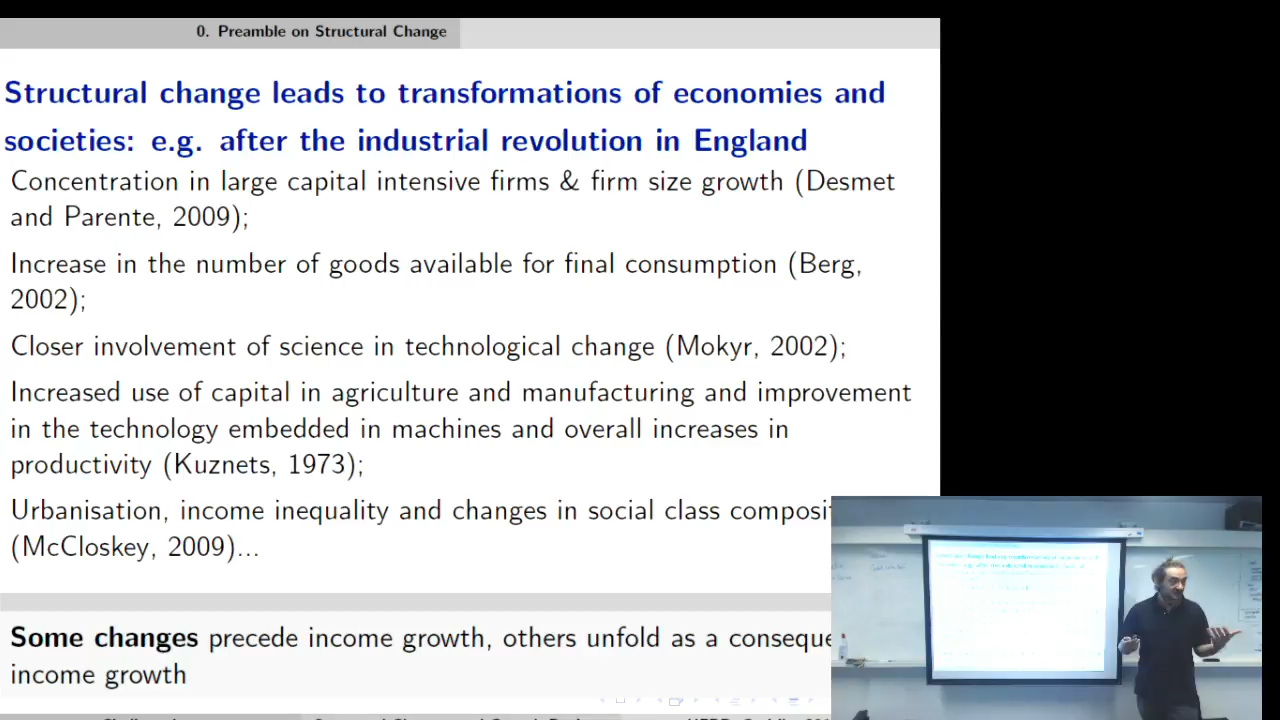 0. Preamble on Structural Change
Structural change leads to transformations of economies and
societies: e.g. after the industrial revolution in England
Concentration in large capital intensive firms & firm size growth (Desmet
and Parente, 2009);
Increase in the number of goods available for final consumption (Berg,
2002);
Closer involvement of science in technological change (Mokyr, 2002);
Increased use of capital in agriculture and manufacturing and improvement
in the technology embedded in machines and overall increases in
productivity (Kuznets, 1973);
Urbanisation, income inequality and changes in social class
(McCloskey, 2009)...
Some changes precede income growth, others unfold as a
income growth